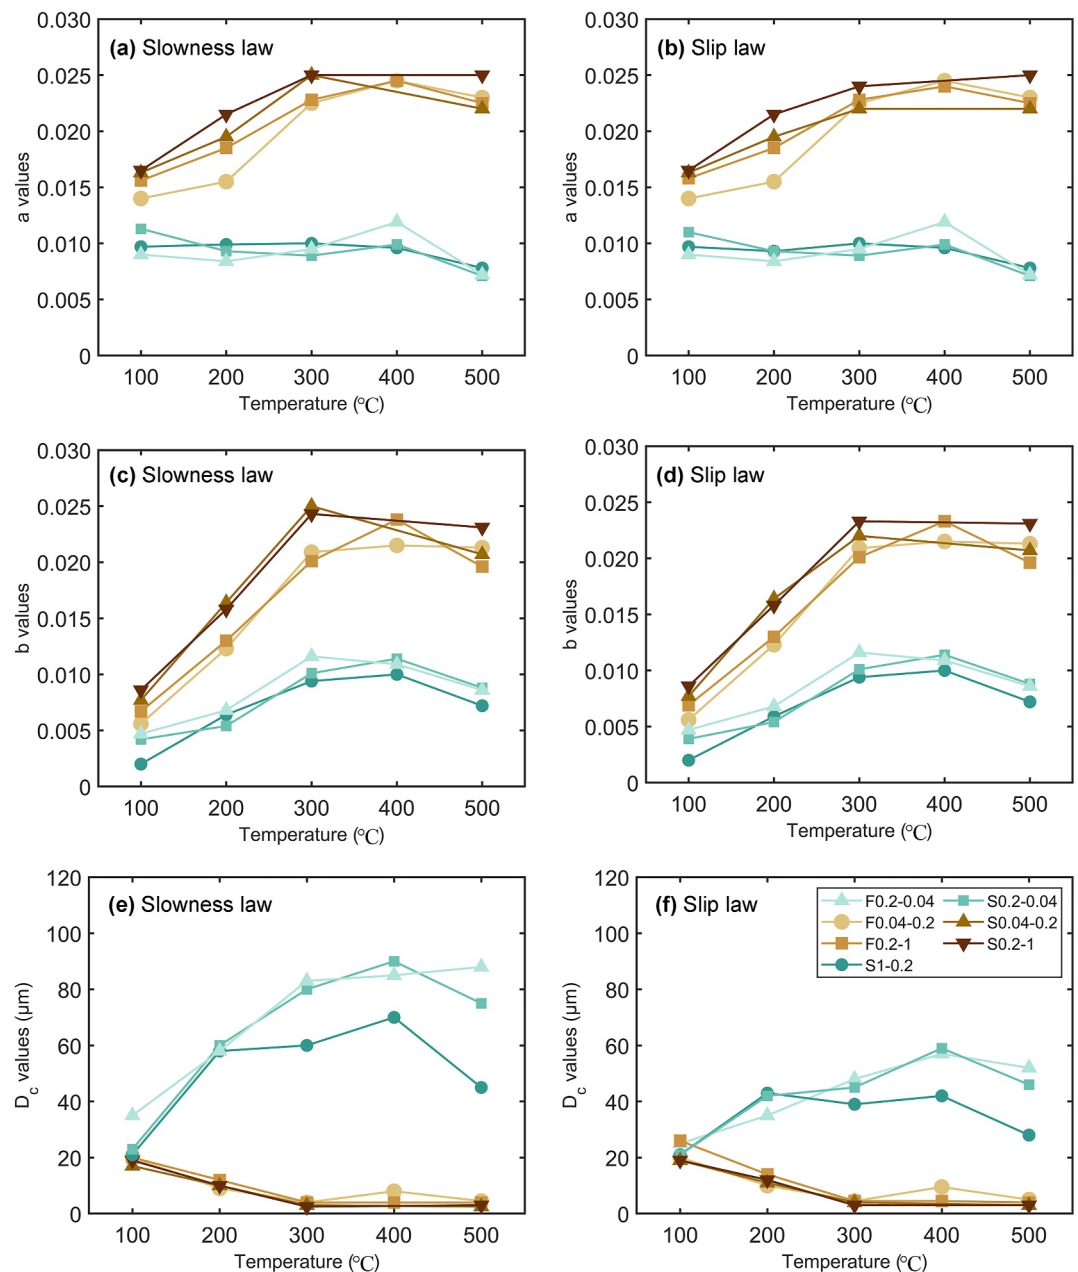 (a) Slowness law
0.030
0.025
0.020
0.015
0.010
0.005
0
a values
100 200 300 400 500
Temperature (°C)
(b) Slip law
0.030
0.025
0.020
0.015
0.010
0.005
0
a values
100 200 300 400 500
Temperature (°C)
(c) Slowness law
0.030
0.025
0.020
0.015
0.010
0.005
0
b values
100 200 300 400 500
Temperature (°C)
(d) Slip law
0.030
0.025
0.020
0.015
0.010
0.005
0
b values
100 200 300 400 500
Temperature (°C)
(e) Slowness law
120
100
80
60
40
20
0
Dc values (μm)
100 200 300 400 500
Temperature (°C)
(f) Slip law
120
100
80
60
40
20
0
Dc values (μm)
100 200 300 400 500
Temperature (°C)
F0.2-0.04 S0.2-0.04
F0.04-0.2 S0.04-0.2
F0.2-1 S0.2-1
S1-0.2